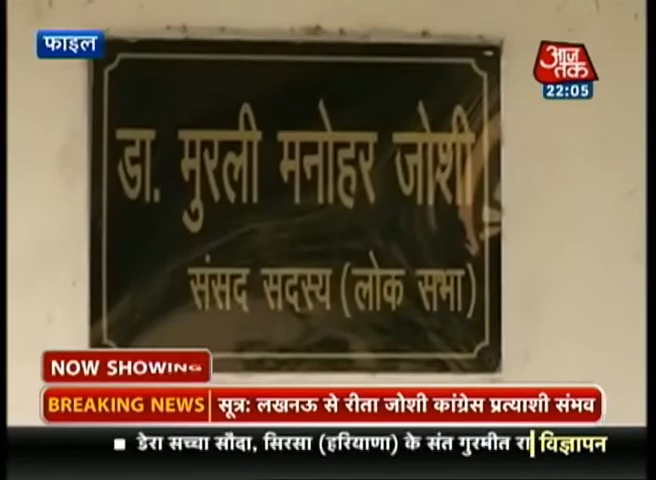 फाइल
आज तक
22:05
डा. मुरली मनोहर जोशी
संसद सदस्य (लोक सभा)
NOW SHOWING
BREAKING NEWS सूत्र: लखनऊ से रीता जोशी कांग्रेस प्रत्याशी संभव
■ डेरा सच्चा सौदा, सिरसा (हरियाणा) के संत गुरमीत रा विज्ञापन